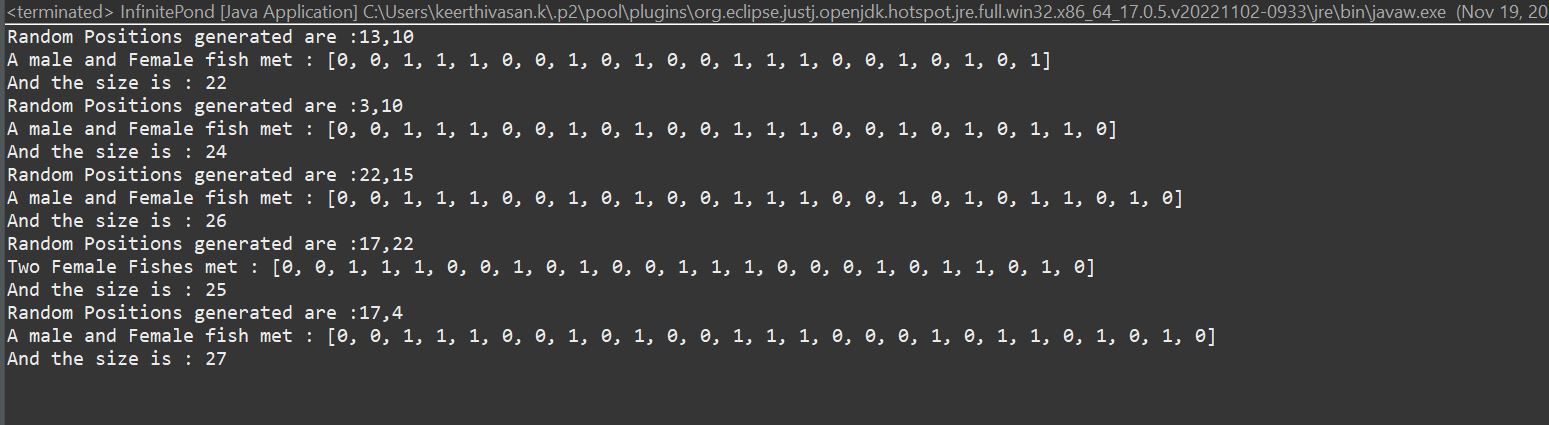 <terminated> InfinitePond [Java Application] C:\Users\keerthivasan.k\.p2\pool\plugins\org.eclipse.justj.openjdk.hotspot.jre.full.win32.x86_64_17.0.5.v20221102-0933\jre\bin\javaw.exe (Nov 19, 20
Random Positions generated are :13,10
A male and Female fish met : [0, 0, 1, 1, 1, 0, 0, 1, 0, 1, 0, 0, 1, 1, 1, 0, 0, 1, 0, 1, 0, 1]
And the size is : 22
Random Positions generated are :3,10
A male and Female fish met : [0, 0, 1, 1, 1, 0, 0, 1, 0, 1, 0, 0, 1, 1, 1, 0, 0, 1, 0, 1, 0, 1, 1, 0]
And the size is : 24
Random Positions generated are :22,15
A male and Female fish met : [0, 0, 1, 1, 1, 0, 0, 1, 0, 1, 0, 0, 1, 1, 1, 0, 0, 1, 0, 1, 0, 1, 1, 0, 1, 0]
And the size is : 26
Random Positions generated are :17,22
Two Female Fishes met : [0, 0, 1, 1, 1, 0, 0, 1, 0, 1, 0, 0, 1, 1, 1, 0, 0, 0, 1, 0, 1, 1, 0, 1, 0]
And the size is : 25
Random Positions generated are :17,4
A male and Female fish met : [0, 0, 1, 1, 1, 0, 0, 1, 0, 1, 0, 0, 1, 1, 1, 0, 0, 0, 1, 0, 1, 1, 0, 1, 0, 1, 0]
And the size is : 27